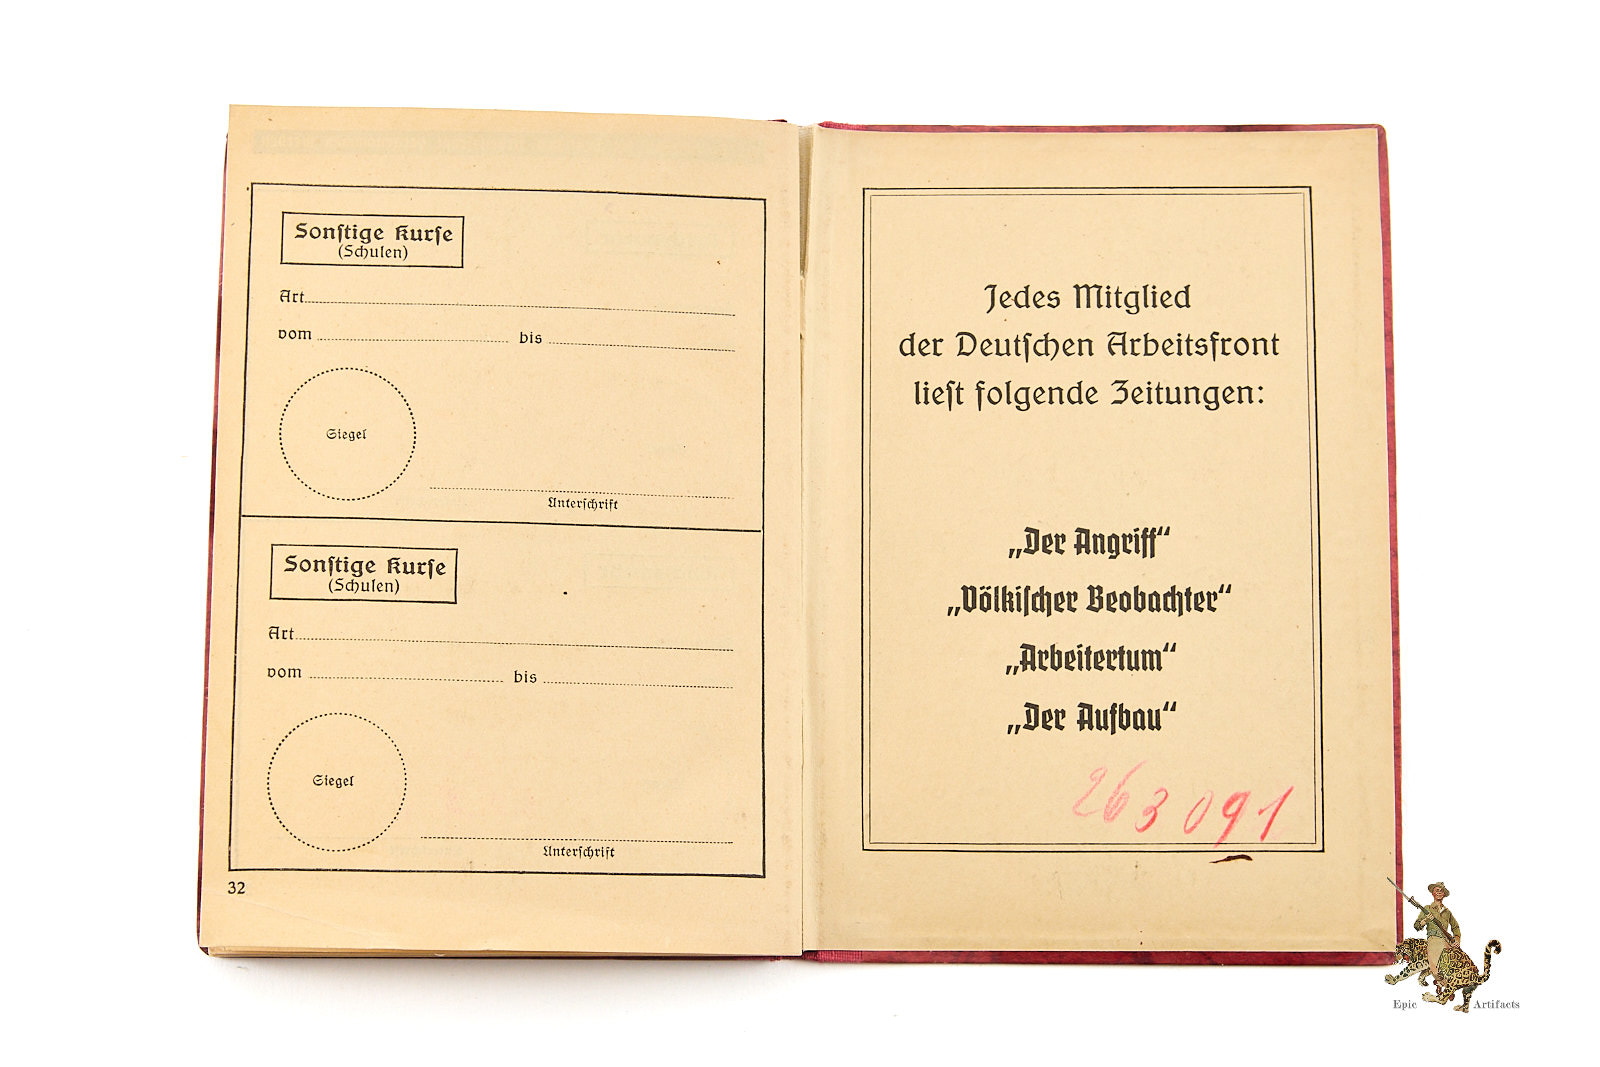 Sonſtige Kurſe
(Schulen)
Art
vom bis
Siegel
Unterſchrift
Sonſtige Kurſe
(Schulen)
Art
vom bis
Siegel
Unterſchrift
32
Jedes Mitglied
der Deutſchen Arbeitsfront
lieſt folgende Zeitungen:
„Der Angriff“
„Völkiſcher Beobachter“
„Arbeitertum“
„Der Aufbau“
263091
Epic Artifacts